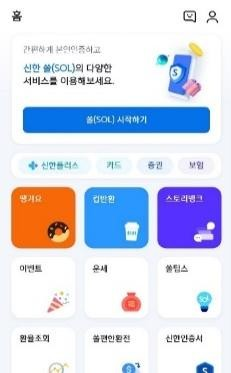 홈
간편하게 본인인증하고
신한 쏠(SOL)의 다양한
서비스를 이용해보세요.
쏠(SOL) 시작하기
신한플러스 카드 증권 보험
땡겨요 컵반환 스토리뱅크
이벤트 운세 쏠팁스
환율조회 쏠편한환전 신한인증서